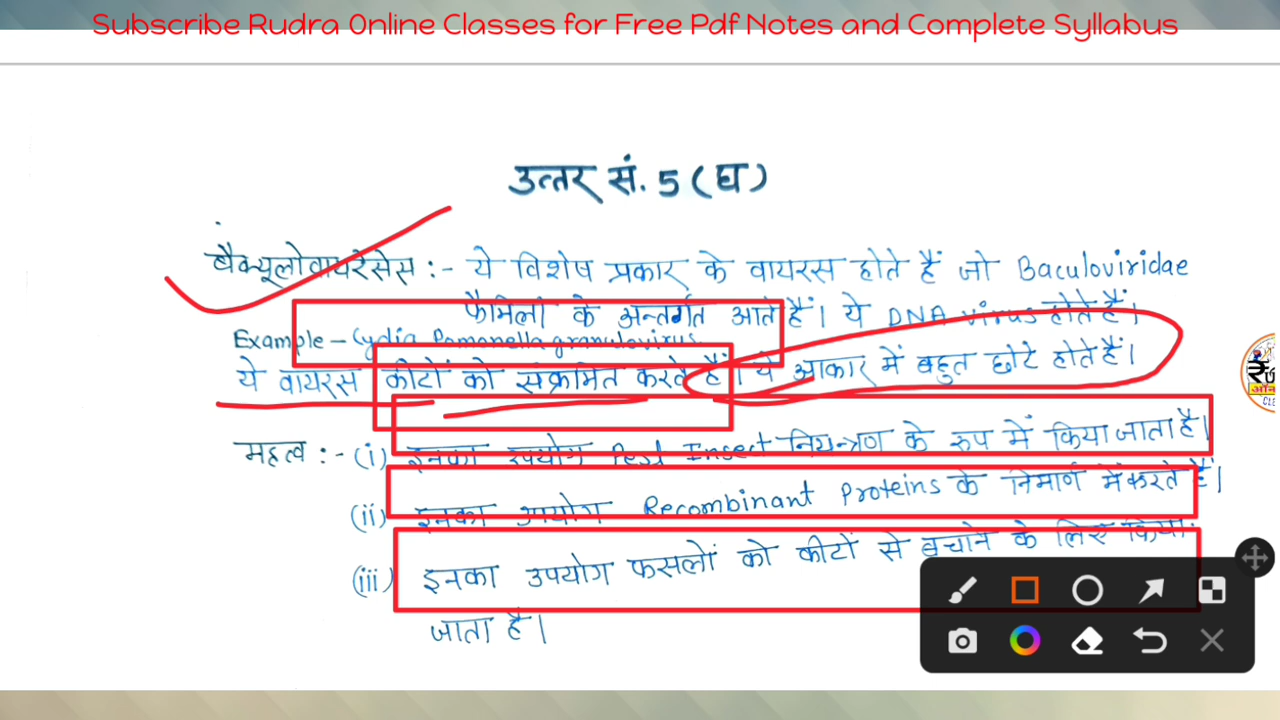 Subscribe Rudra Online Classes for Free Pdf Notes and Complete Syllabus
उत्तर सं. 5 (घ)
बैक्यूलोवायरेसेस :- ये विशेष प्रकार के वायरस होते हैं जो Baculoviridae
फैमिली के अन्तर्गत आते हैं। ये DNA virus होते हैं।
Example - Cydia Pomonella granulovirus
ये वायरस कीटों को संक्रमित करते हैं। ये आकार में बहुत छोटे होते हैं।
महत्व :- (i) इनका उपयोग Pest Insect नियन्त्रण के रुप में किया जाता है।
(ii) इनका उपयोग Recombinant Proteins के निमार्ण में करते हैं।
(iii) इनका उपयोग फसलों को कीटों से बचाने के लिए किया
जाता है।